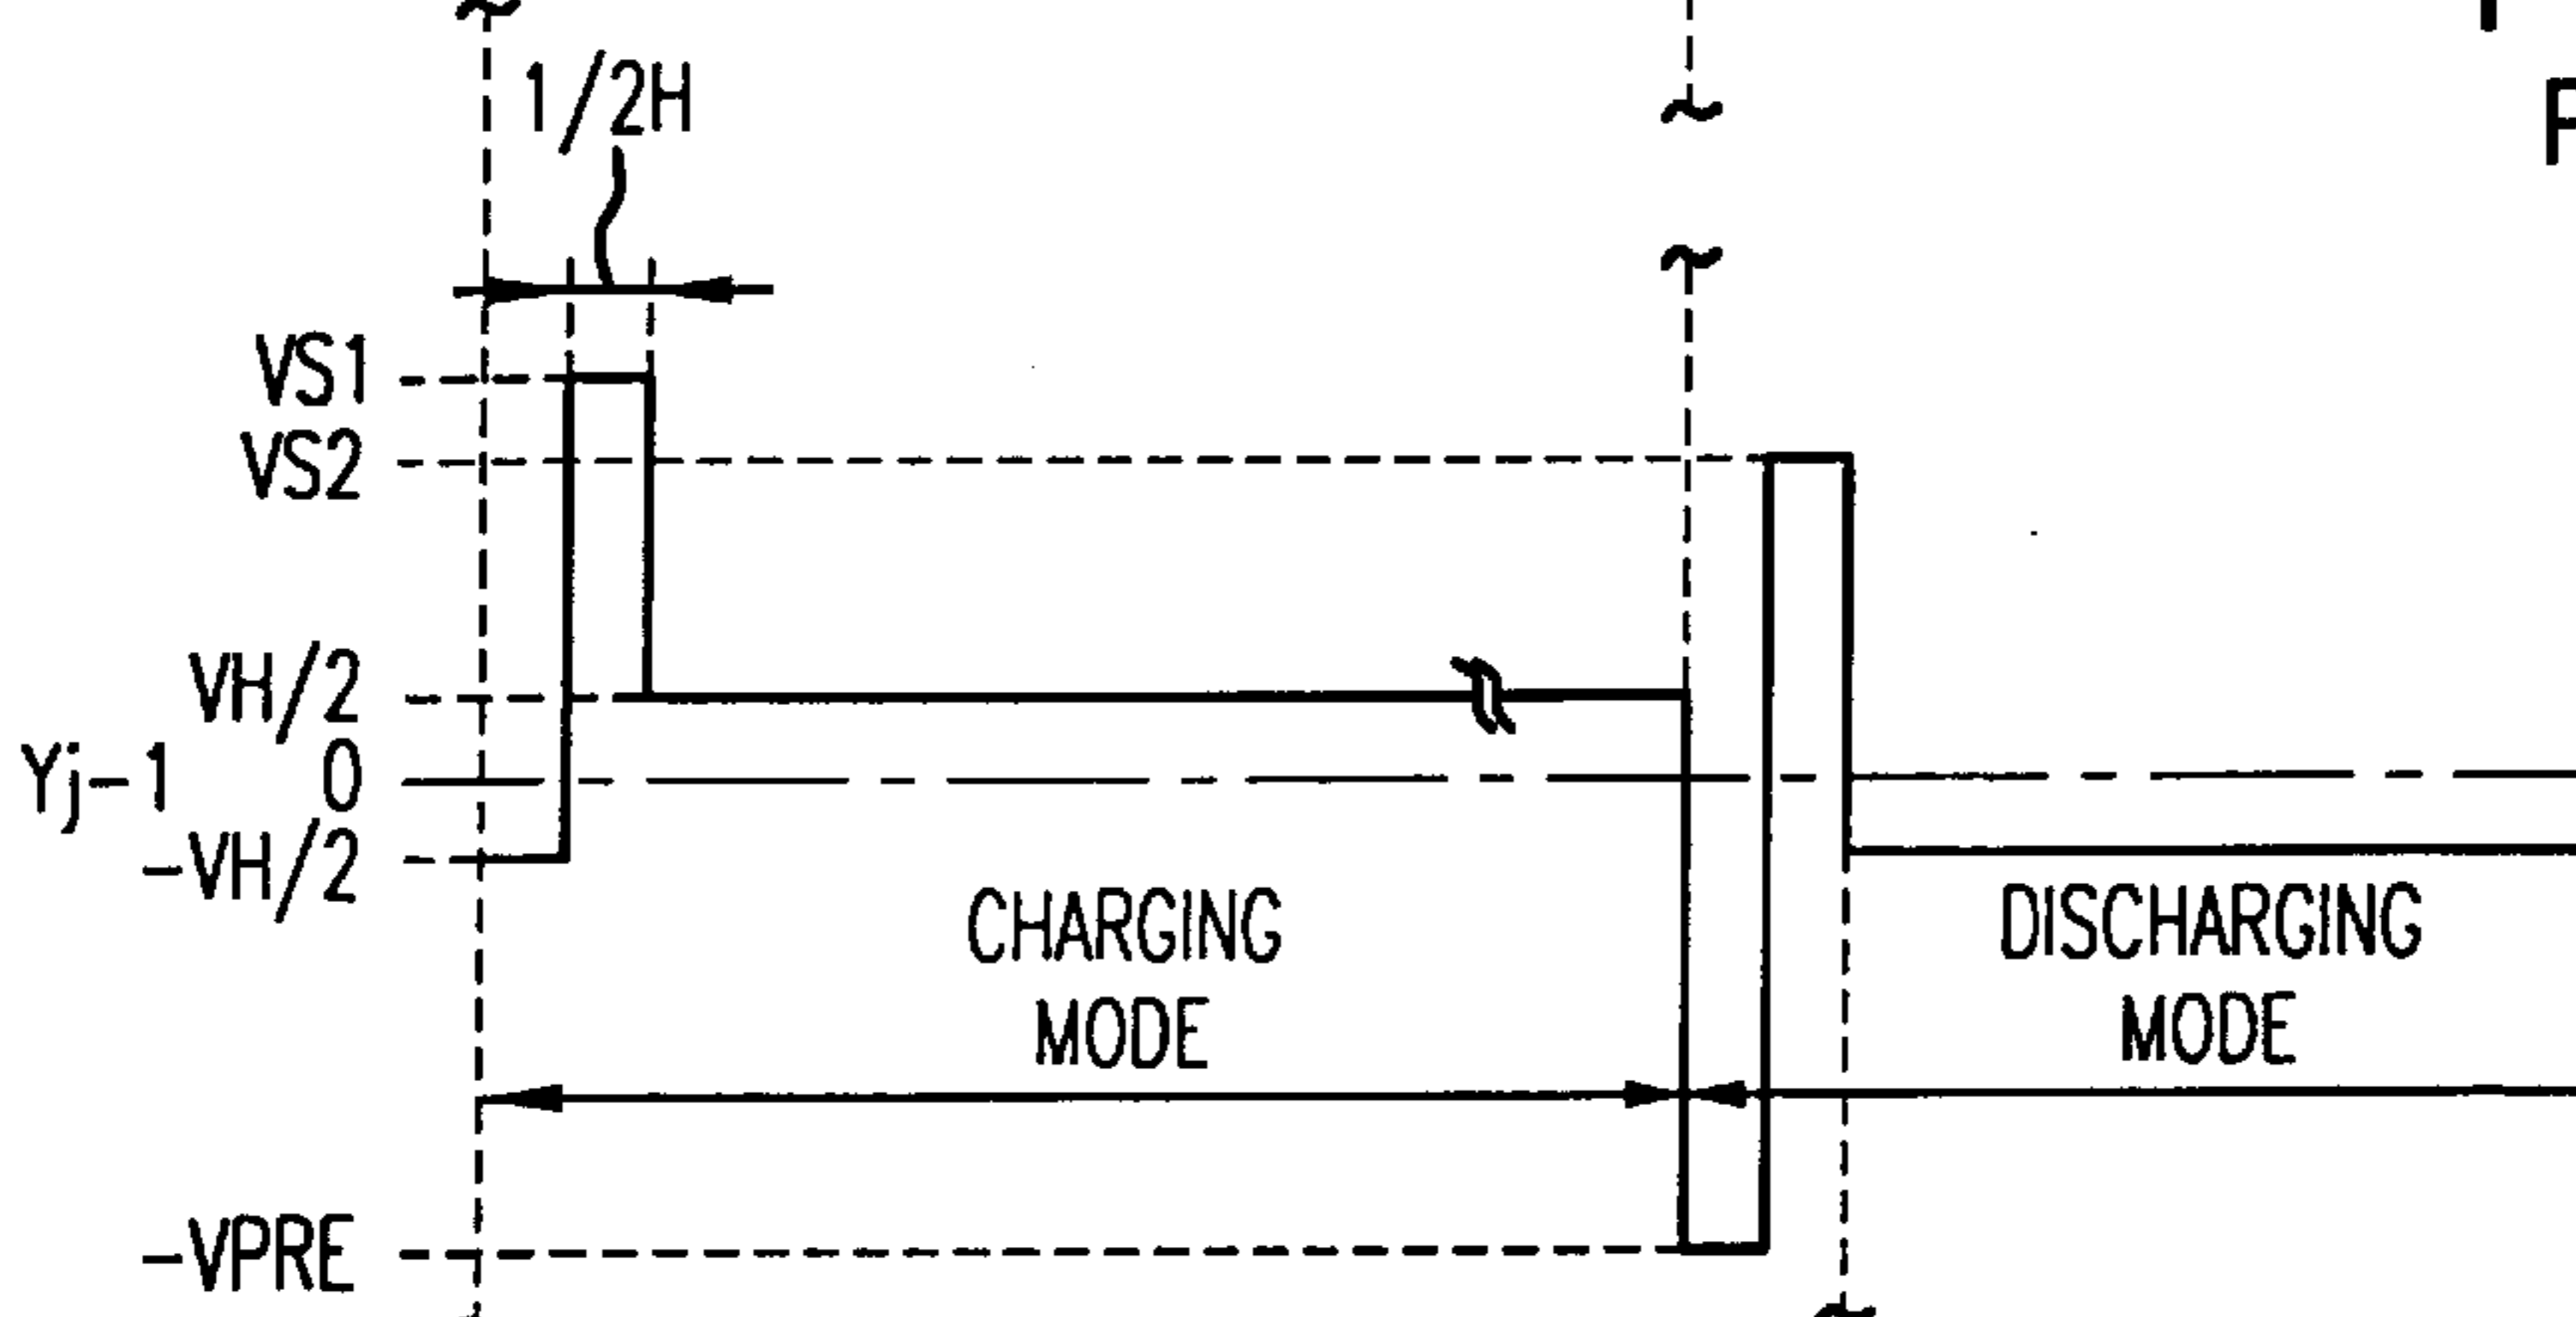 1/2H
VS1
VS2
VH/2
Yj-1 0
-VH/2
CHARGING
MODE
DISCHARGING
MODE
-VPRE